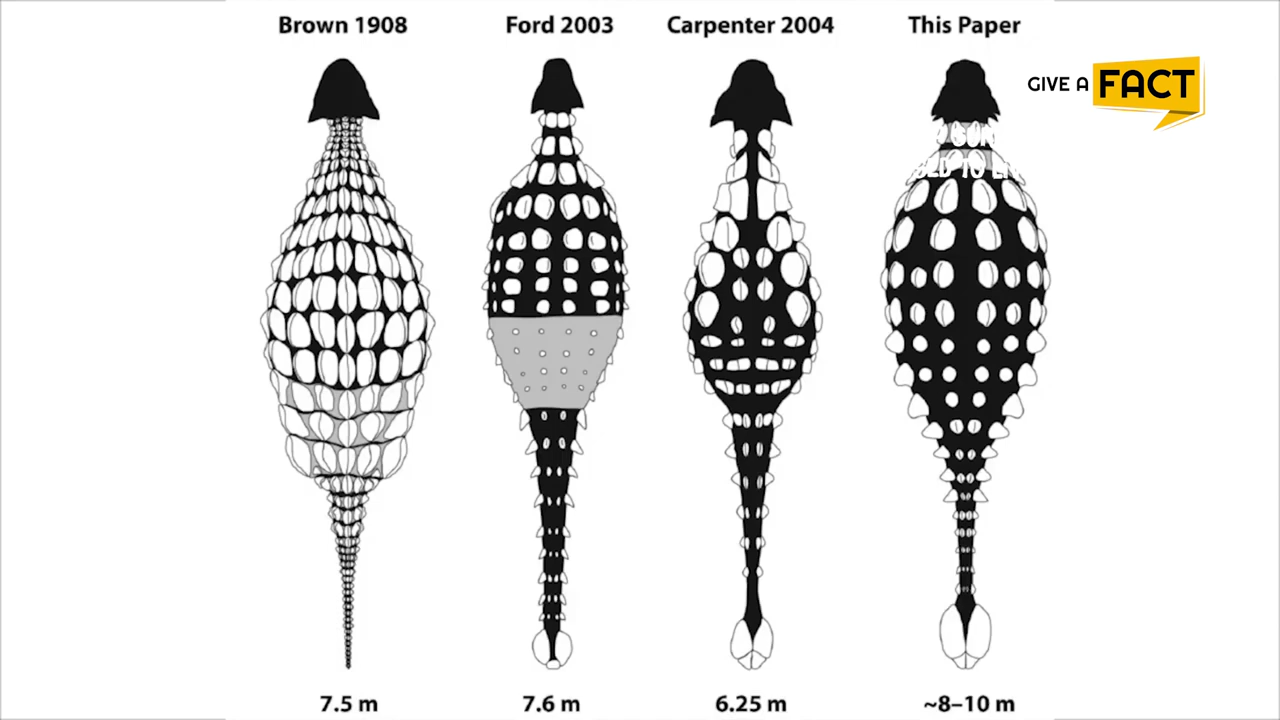 Brown 1908
Ford 2003
Carpenter 2004
This Paper
GIVE A FACT
7.5 m
7.6 m
6.25 m
~8–10 m